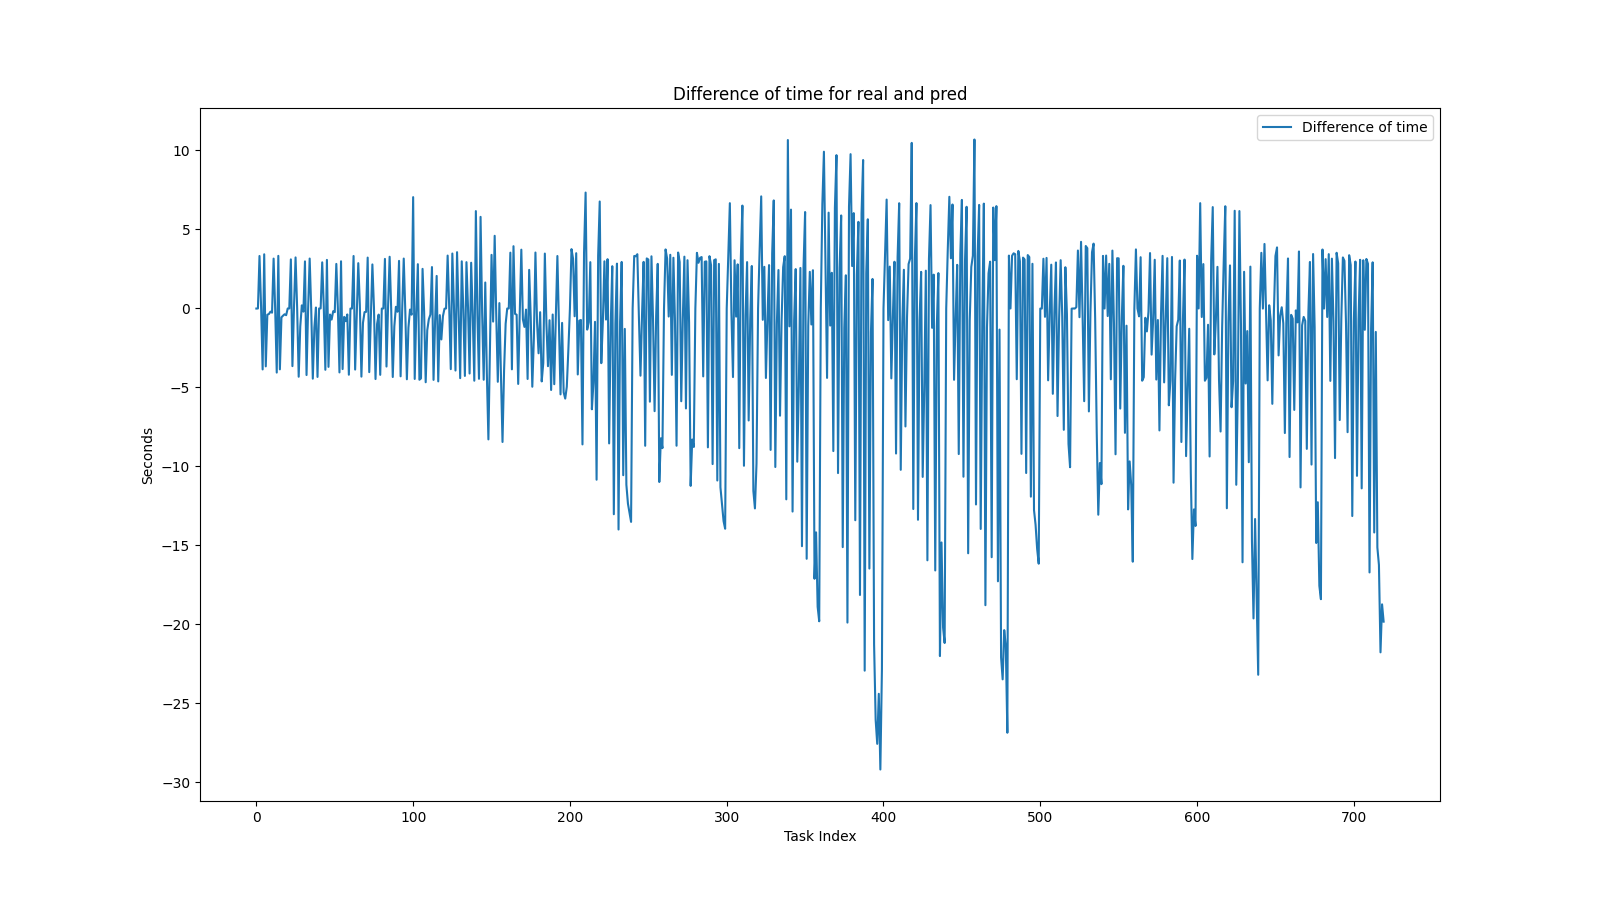 Difference of time for real and pred
Difference of time
10
5
0
−5
−10
−15
−20
−25
−30
Seconds
0 100 200 300 400 500 600 700
Task Index